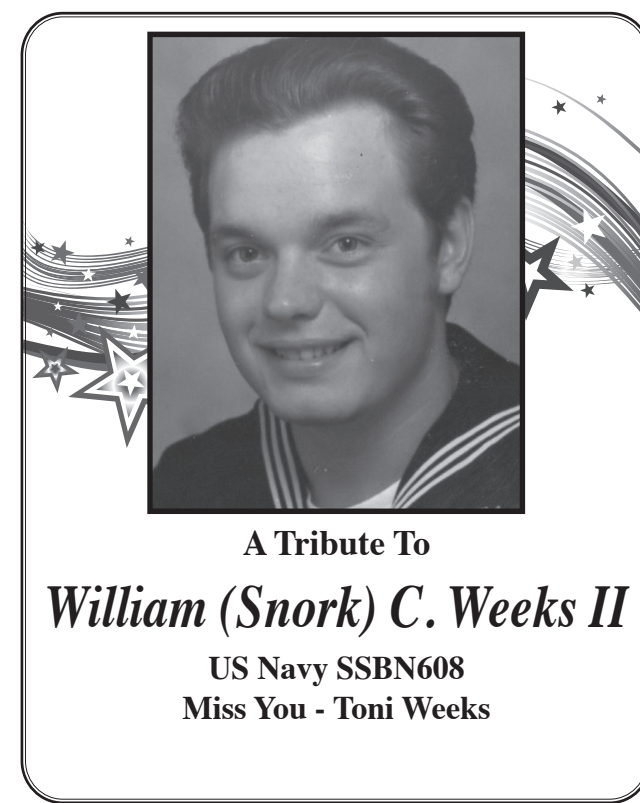 A Tribute To
William (Snork) C. Weeks II
US Navy SSBN608
Miss You - Toni Weeks